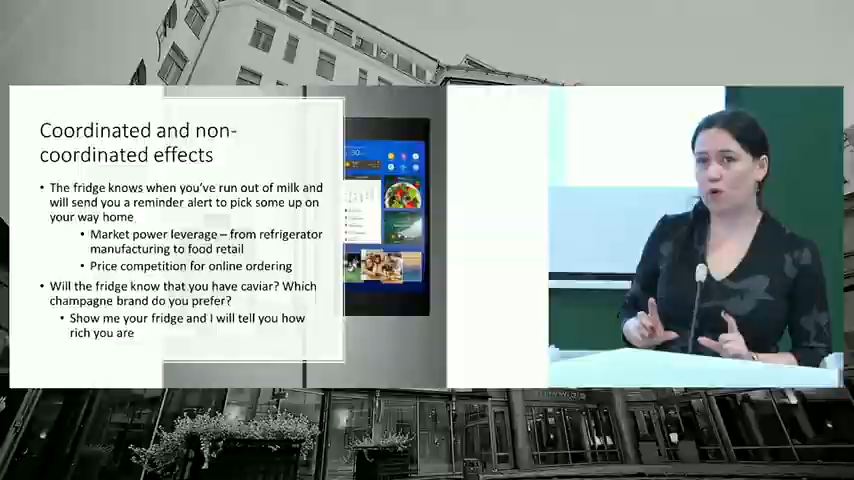 Coordinated and non-
coordinated effects
• The fridge knows when you've run out of milk and
will send you a reminder alert to pick some up on
your way home
• Market power leverage – from refrigerator
manufacturing to food retail
• Price competition for online ordering
• Will the fridge know that you have caviar? Which
champagne brand do you prefer?
• Show me your fridge and I will tell you how
rich you are
30